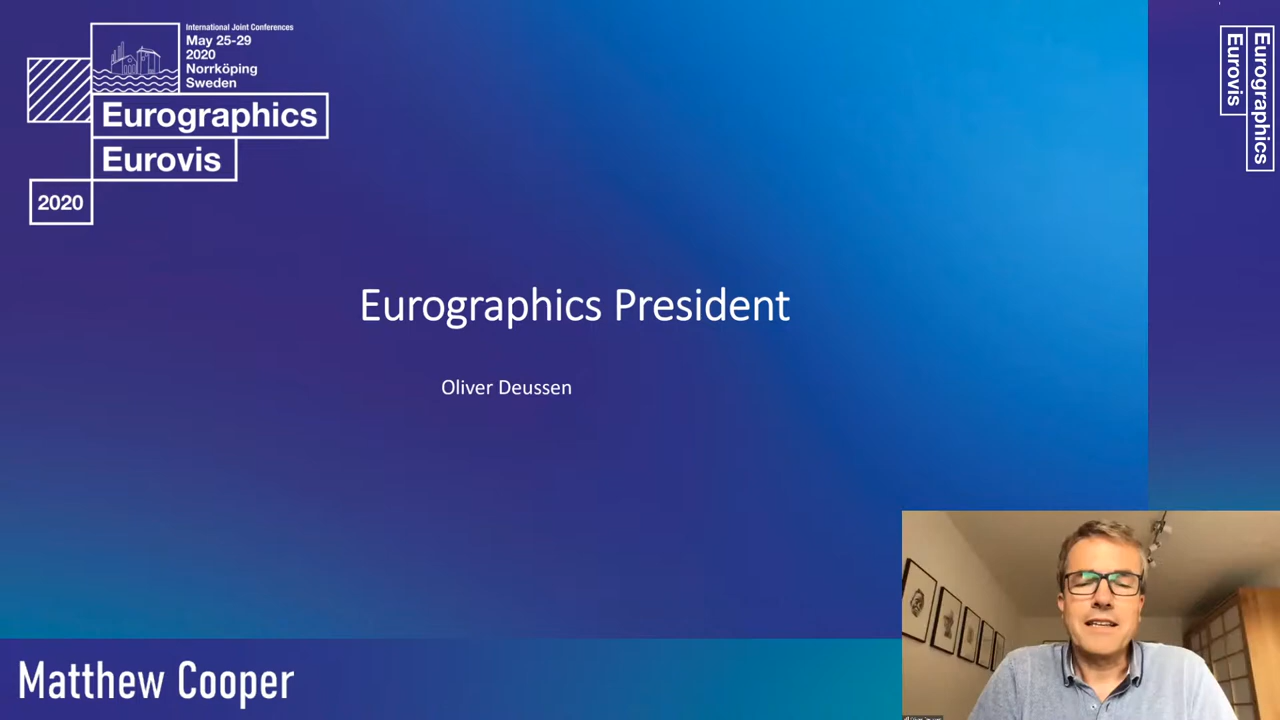 International Joint Conferences
May 25-29
2020
Norrköping
Sweden
Eurographics
Eurovis
2020
Eurographics
Eurovis
Eurographics President
Oliver Deussen
Matthew Cooper